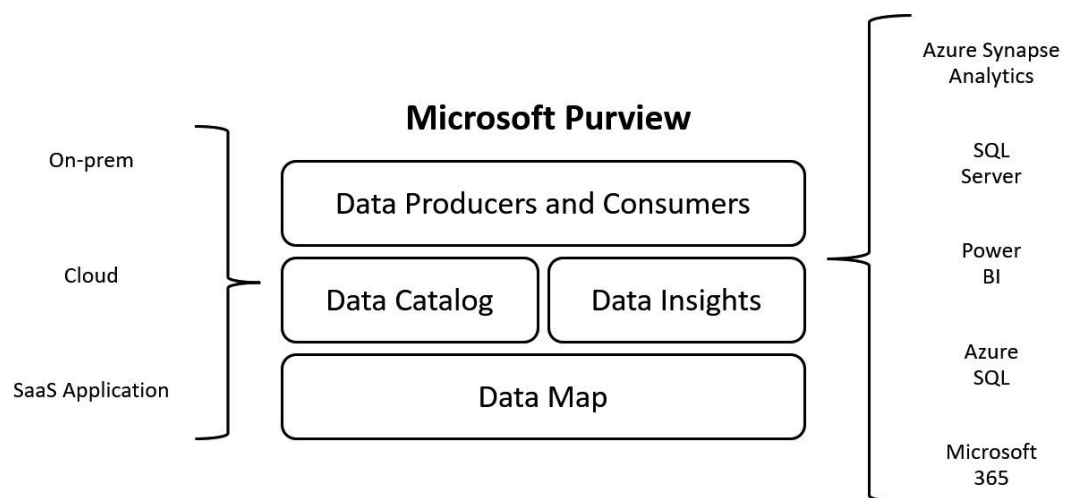 On-prem
Cloud
SaaS Application
Microsoft Purview
Data Producers and Consumers
Data Catalog
Data Insights
Data Map
Azure Synapse
Analytics
SQL
Server
Power
BI
Azure
SQL
Microsoft
365